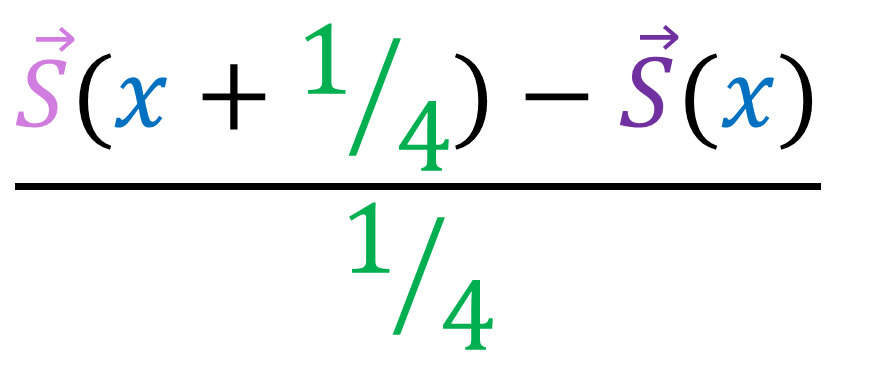 S⃗(x + 1/4) − S⃗(x)
1/4